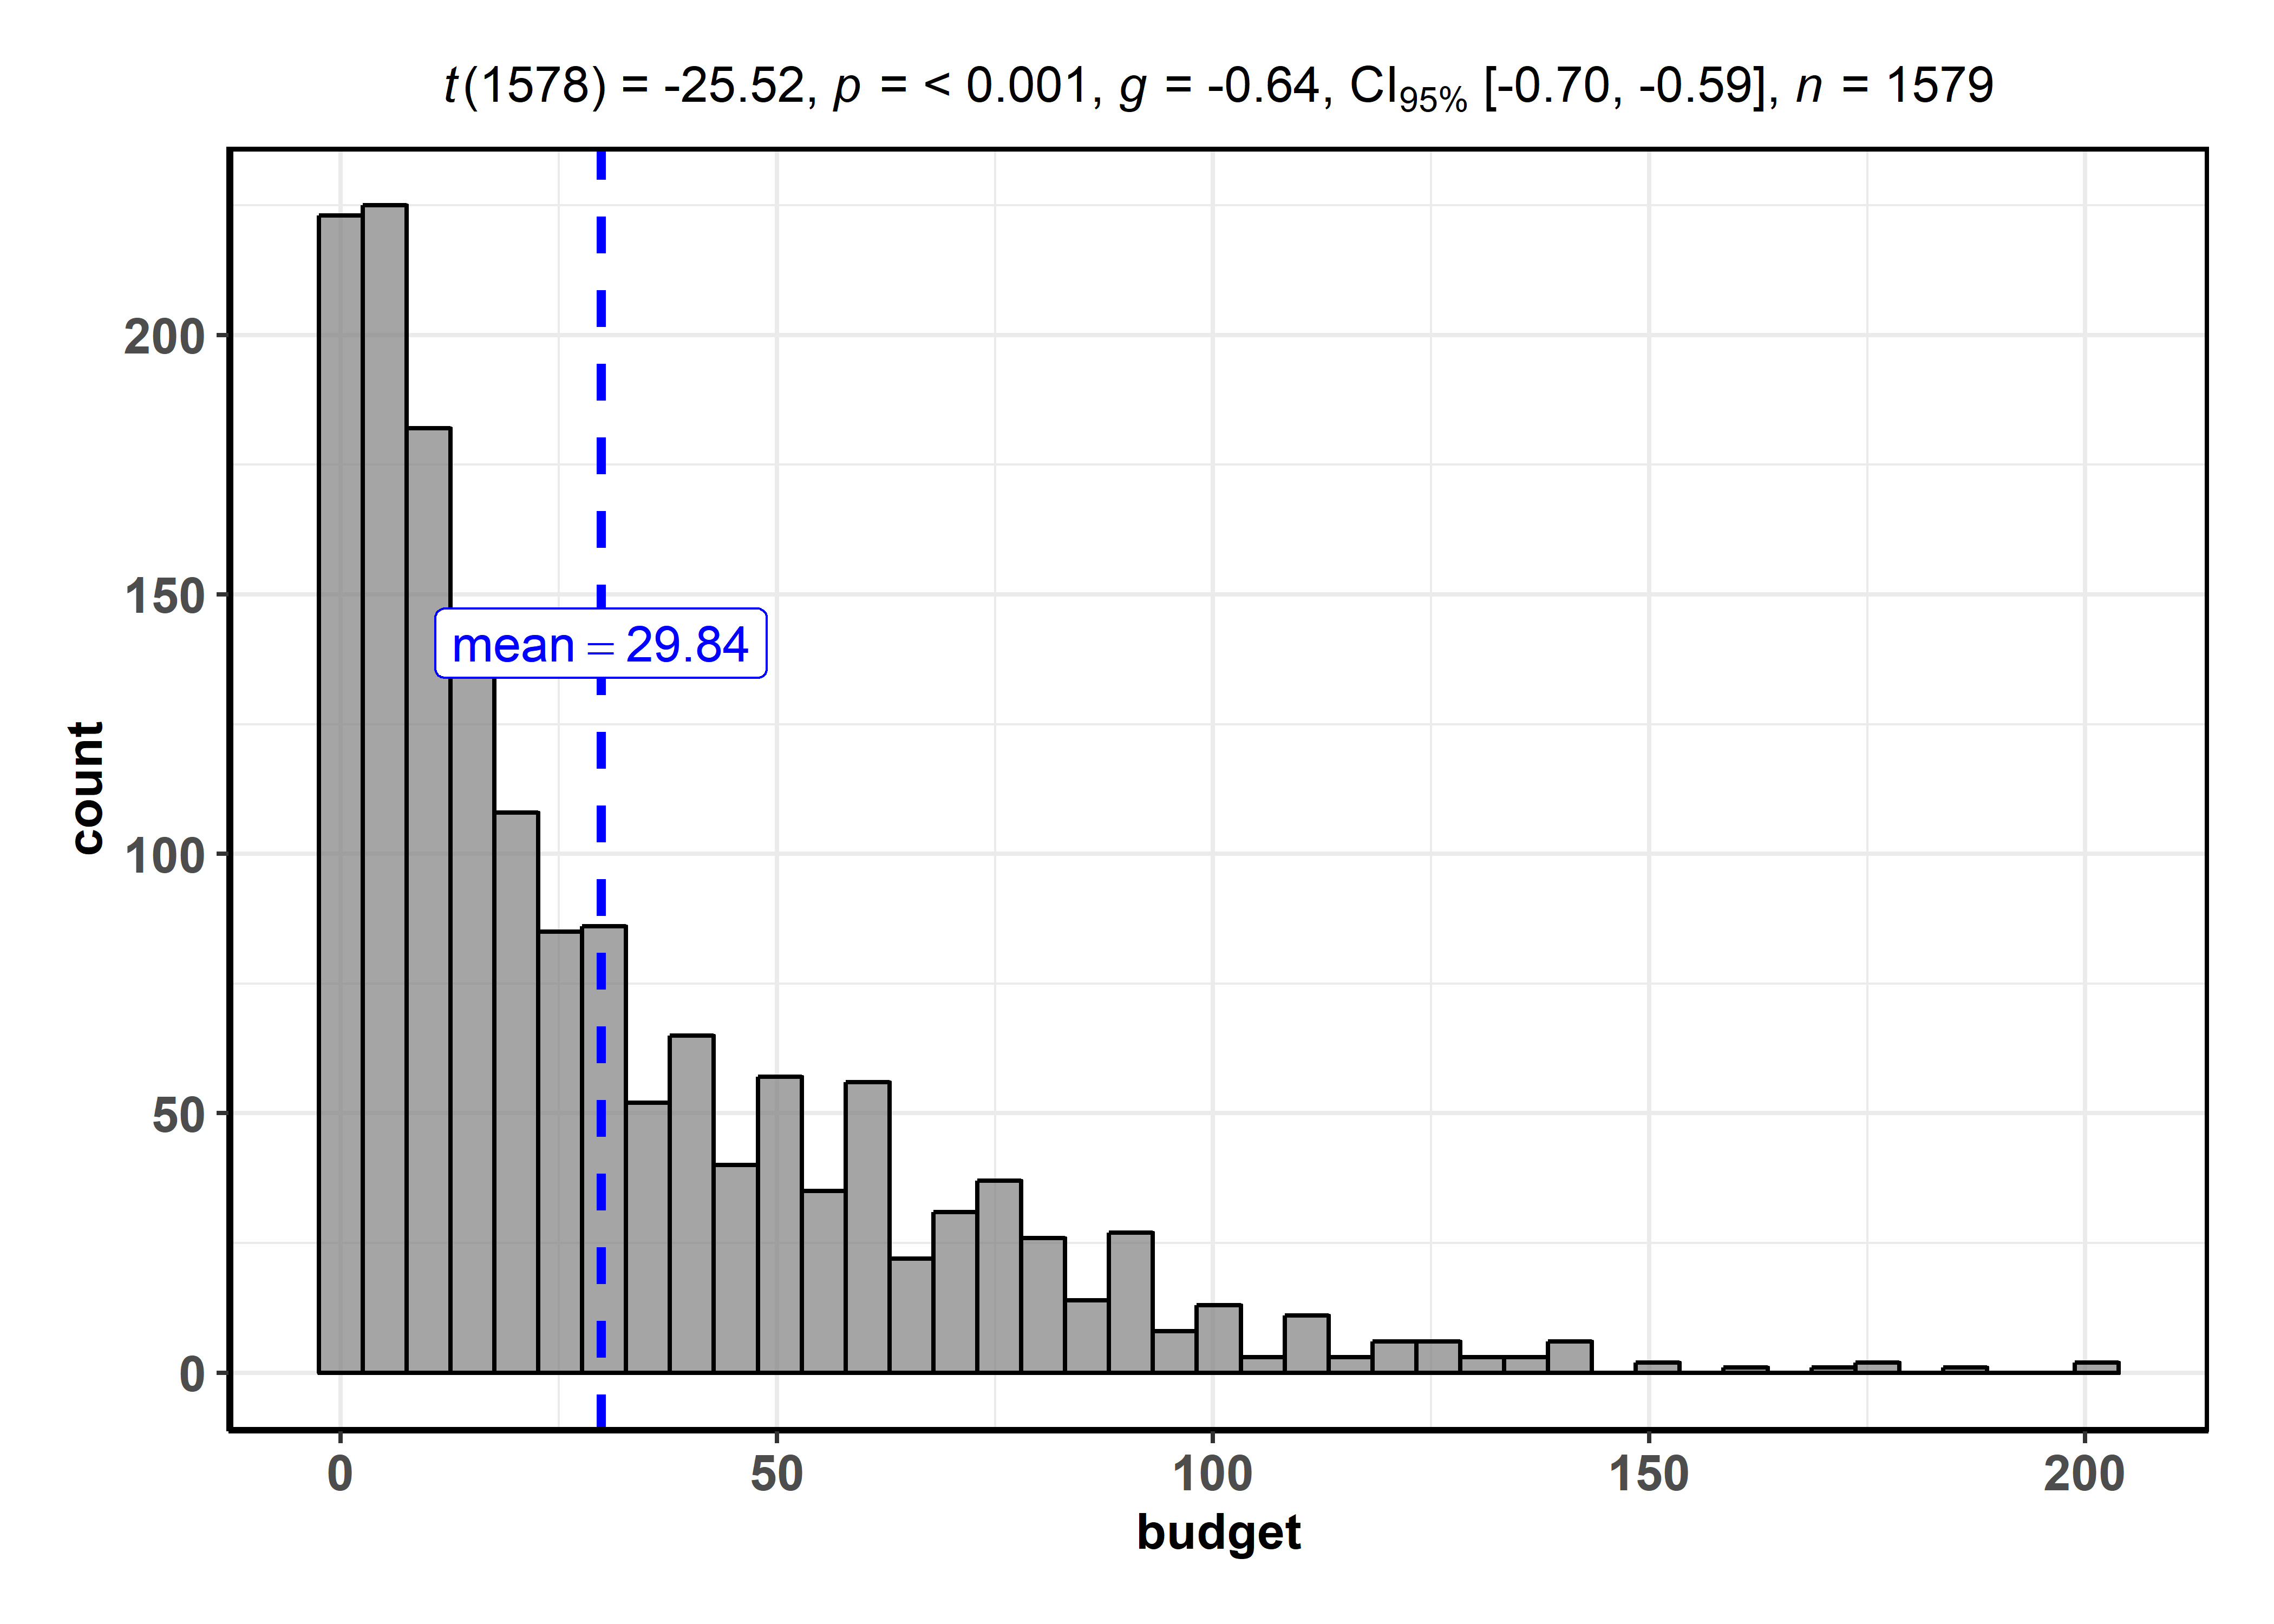 t(1578) = -25.52, p = < 0.001, g = -0.64, CI95% [-0.70, -0.59], n = 1579
200
150
mean = 29.84
count
100
50
0
0 50 100 150 200
budget